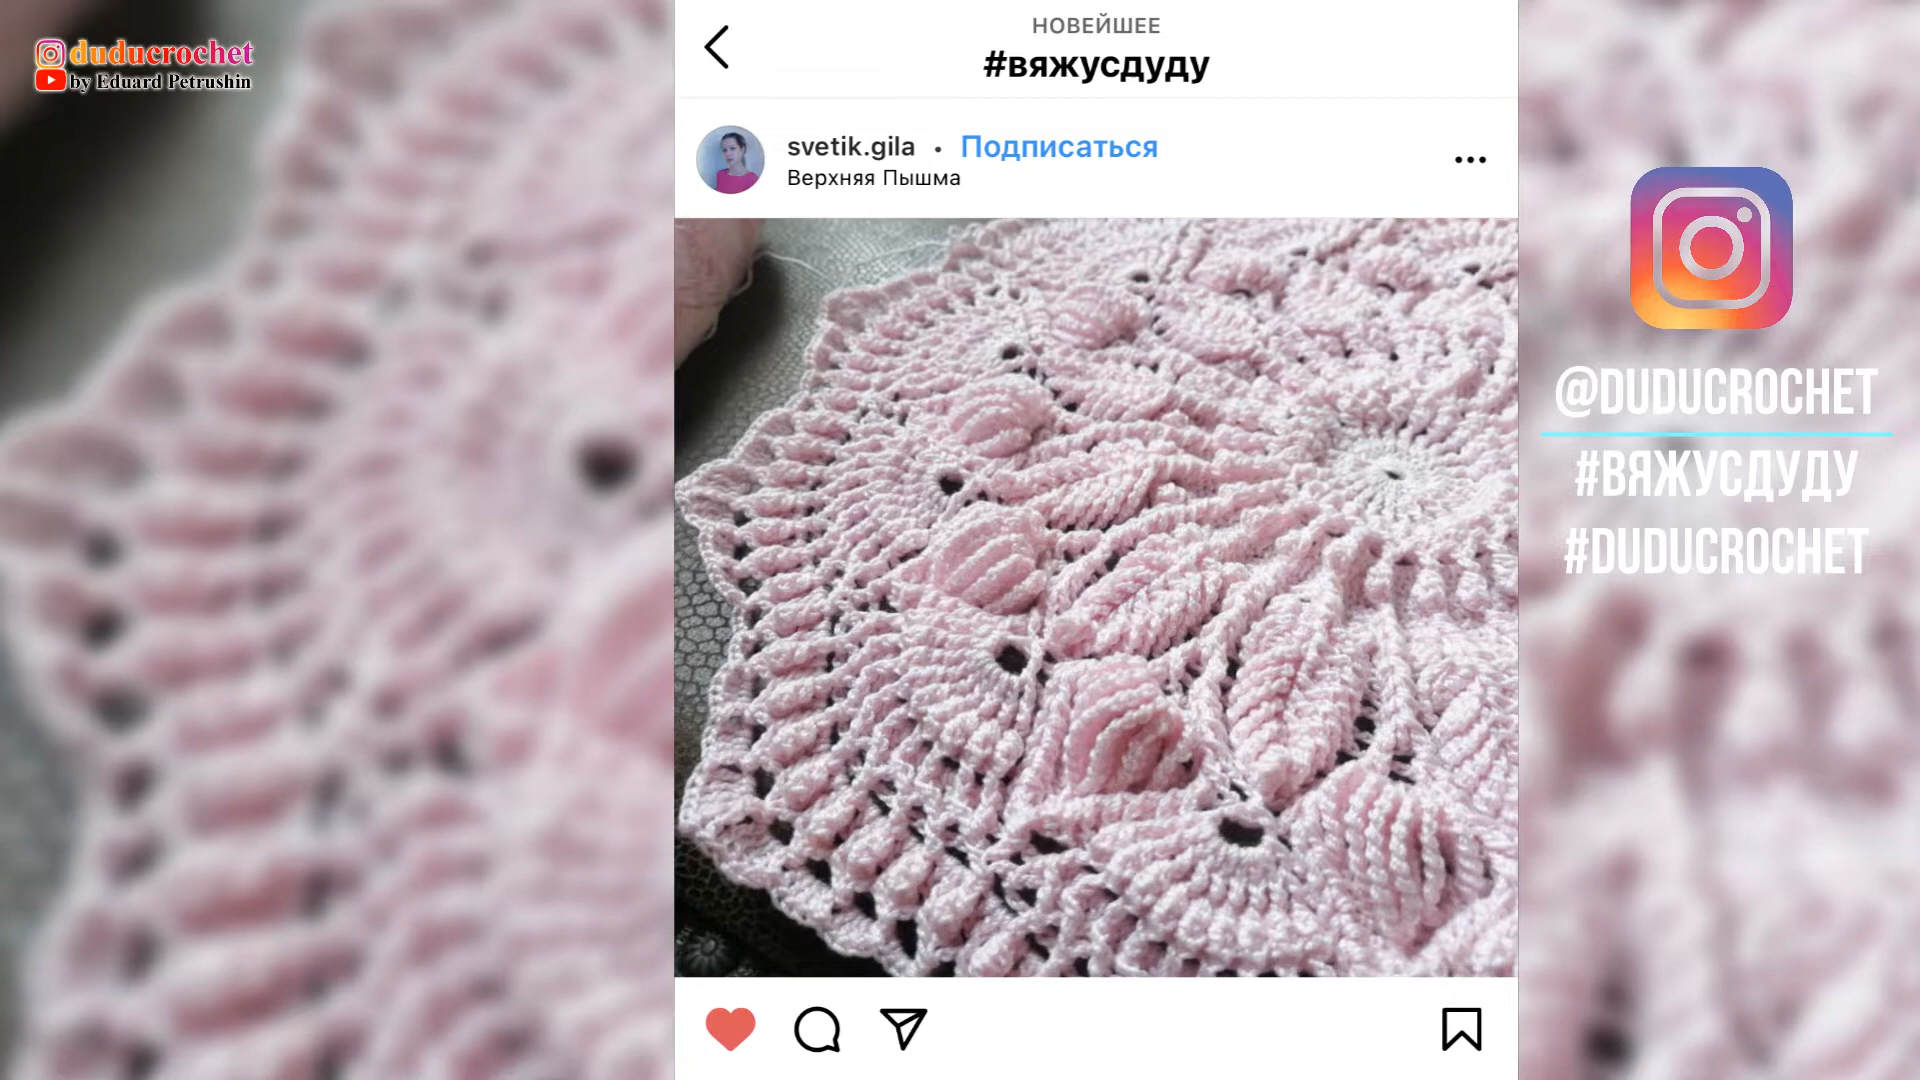 duducrochet
by Eduard Petrushin
НОВЕЙШЕЕ
#вяжусдуду
svetik.gila • Подписаться
Верхняя Пышма
@DUDUCROCHET
#ВЯЖУСДУДУ
#DUDUCROCHET